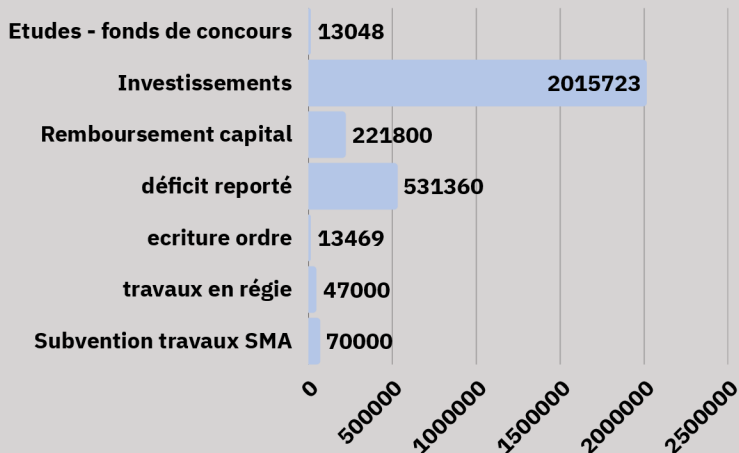 Etudes - fonds de concours 13048
Investissements 2015723
Remboursement capital 221800
déficit reporté 531360
ecriture ordre 13469
travaux en régie 47000
Subvention travaux SMA 70000
0 500000 1000000 1500000 2000000 2500000